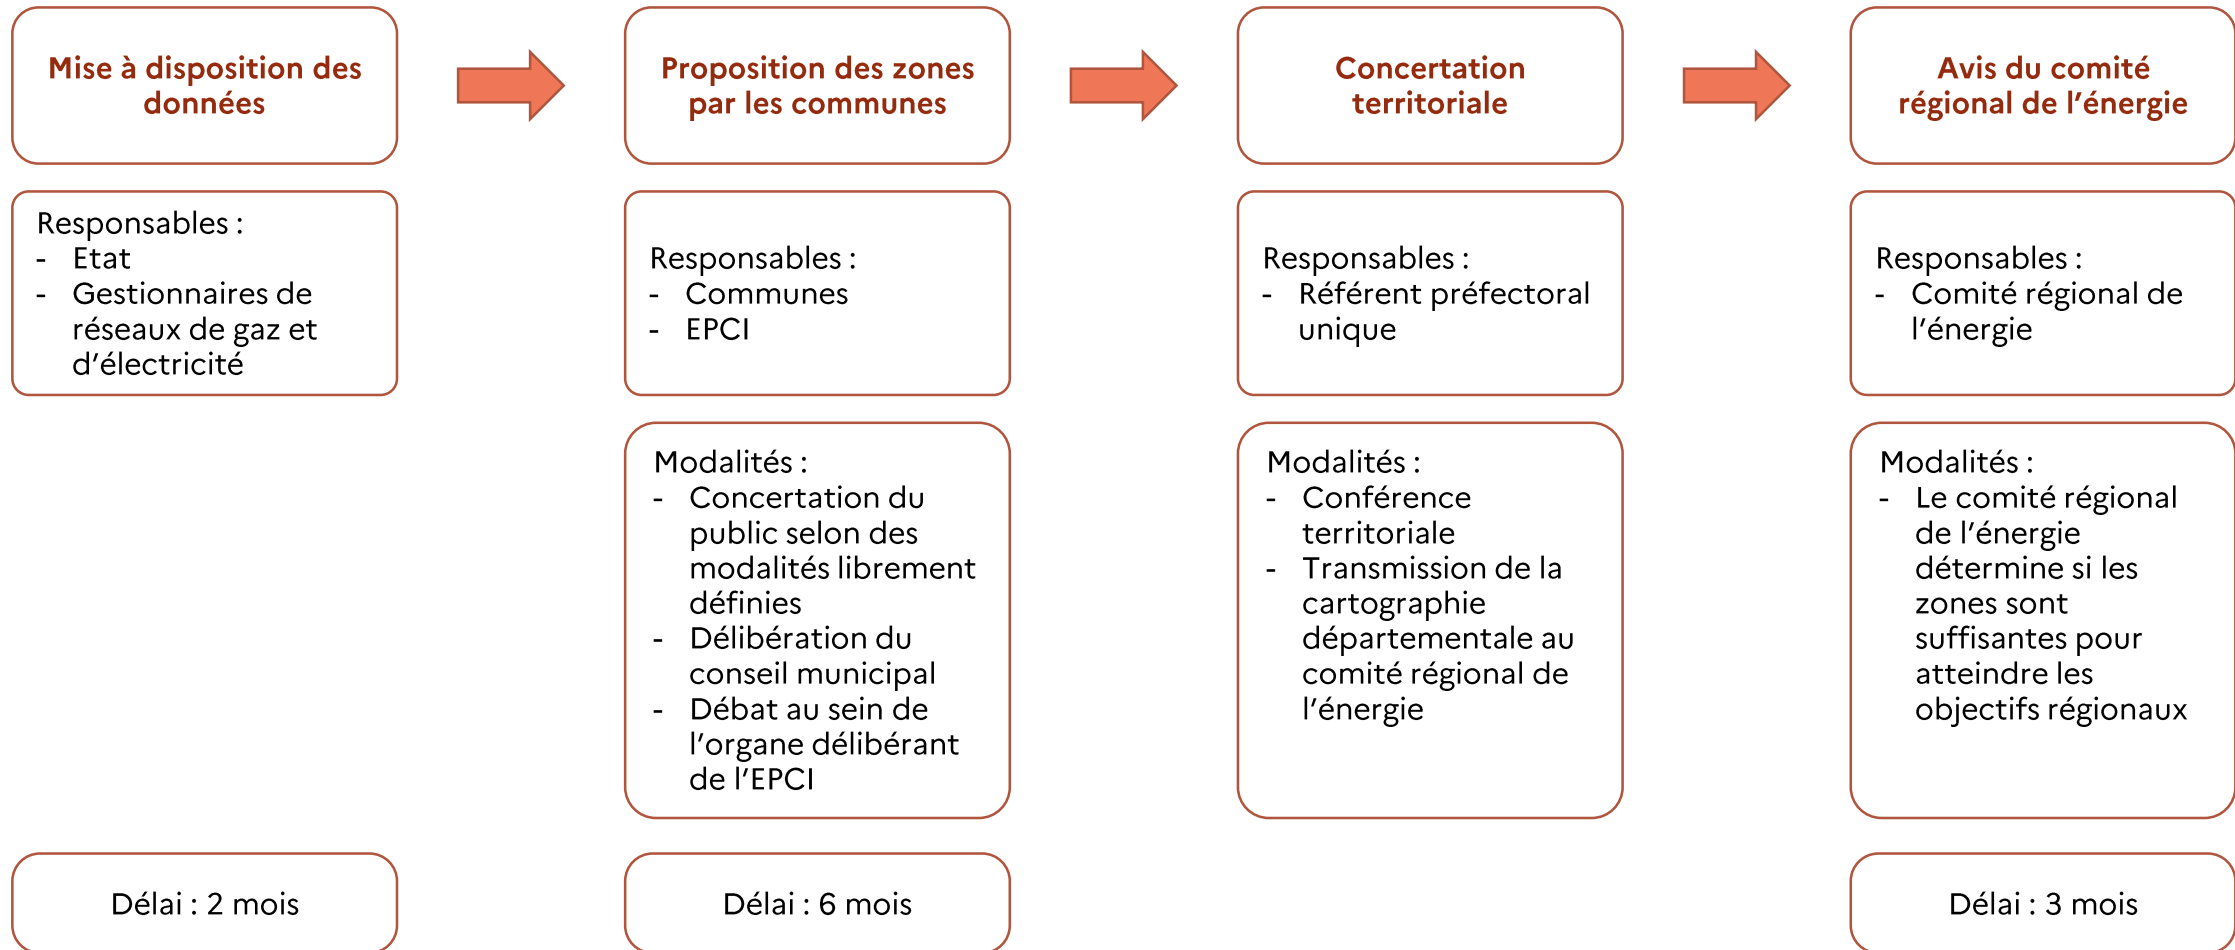 Mise à disposition des
données
Proposition des zones
par les communes
Concertation
territoriale
Avis du comité
régional de l’énergie
Responsables :
- Etat
- Gestionnaires de
réseaux de gaz et
d’électricité
Responsables :
- Communes
- EPCI
Responsables :
- Référent préfectoral
unique
Responsables :
- Comité régional de
l’énergie
Modalités :
- Concertation du
public selon des
modalités librement
définies
- Délibération du
conseil municipal
- Débat au sein de
l’organe délibérant
de l’EPCI
Modalités :
- Conférence
territoriale
- Transmission de la
cartographie
départementale au
comité régional de
l’énergie
Modalités :
- Le comité régional
de l’énergie
détermine si les
zones sont
suffisantes pour
atteindre les
objectifs régionaux
Délai : 2 mois
Délai : 6 mois
Délai : 3 mois